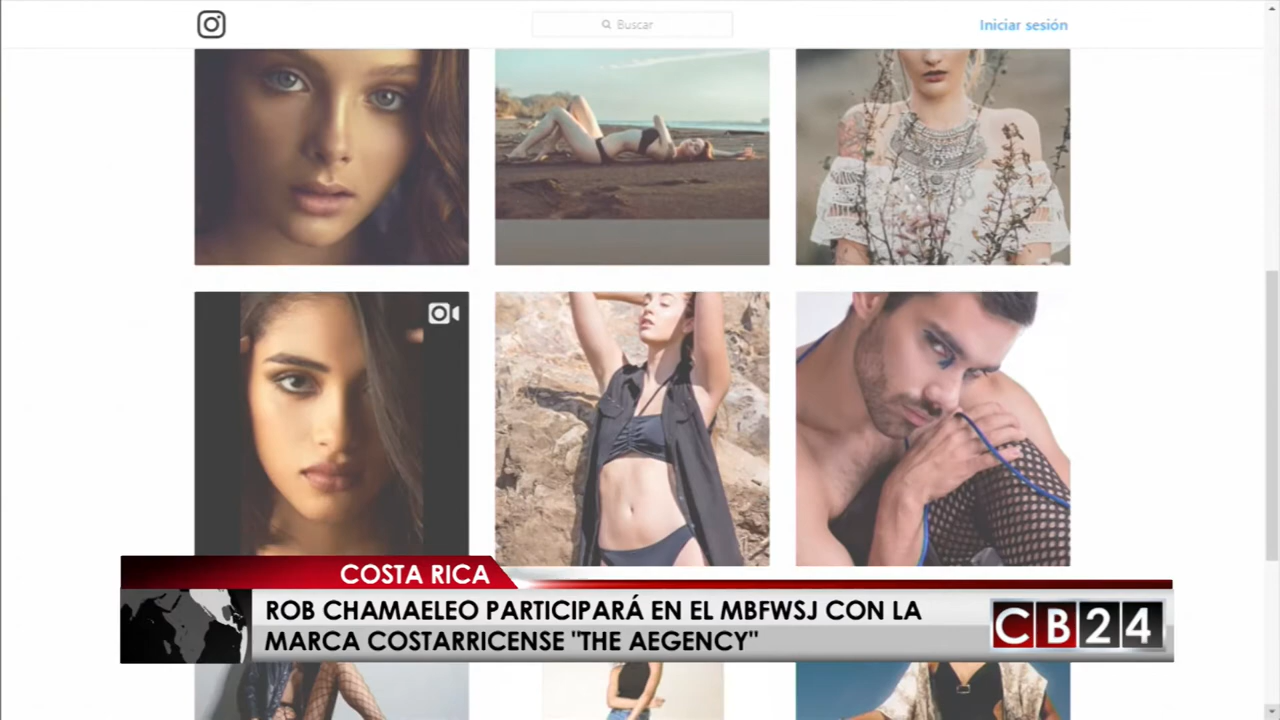 Buscar
Iniciar sesión
COSTA RICA
ROB CHAMAELEO PARTICIPARÁ EN EL MBFWSJ CON LA
MARCA COSTARRICENSE "THE AEGENCY"
CB24